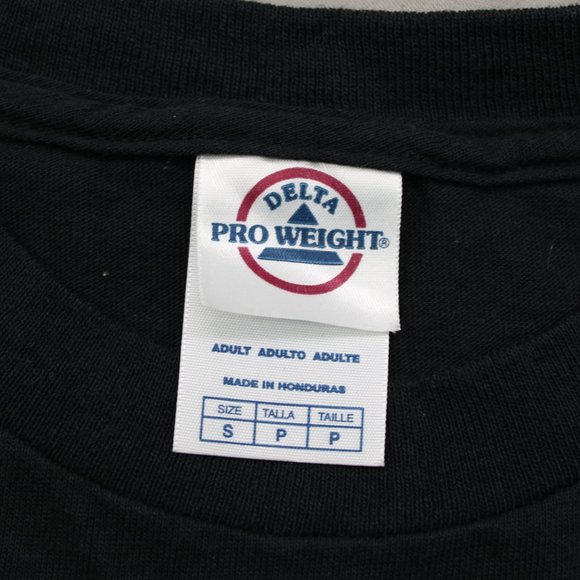 DELTA
PRO WEIGHT®
ADULT ADULTO ADULTE
MADE IN HONDURAS
SIZE TALLA TAILLE
S P P